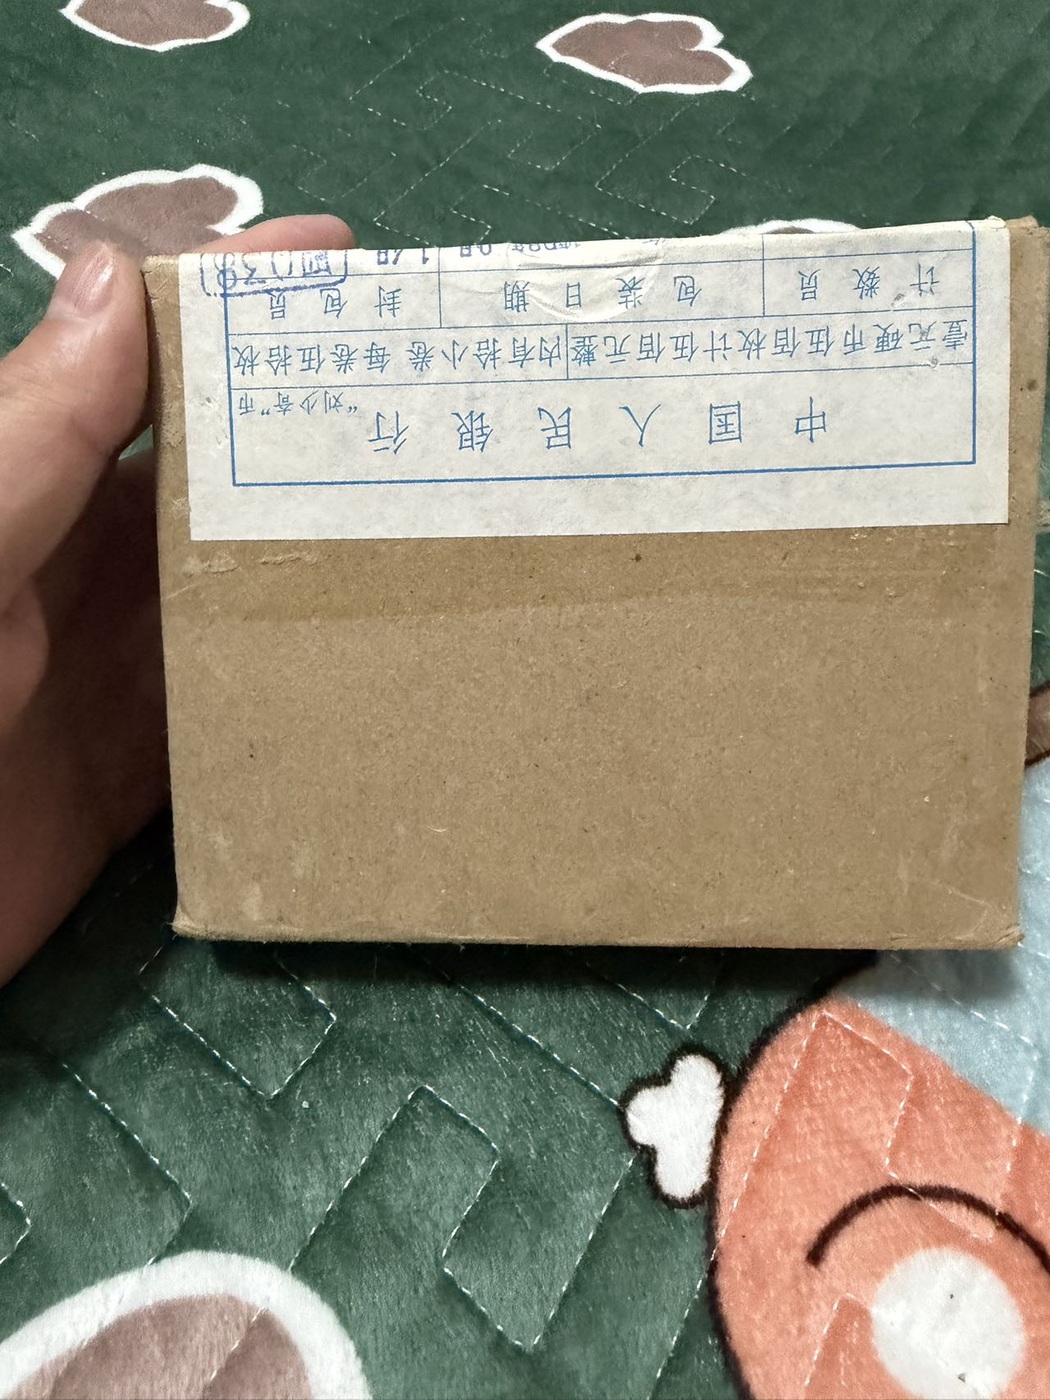 中国人民银行
“刘少奇”币
壹元硬币伍佰枚计伍佰元整 内有拾小卷 每卷伍拾枚
计数员 包装日期 封包员